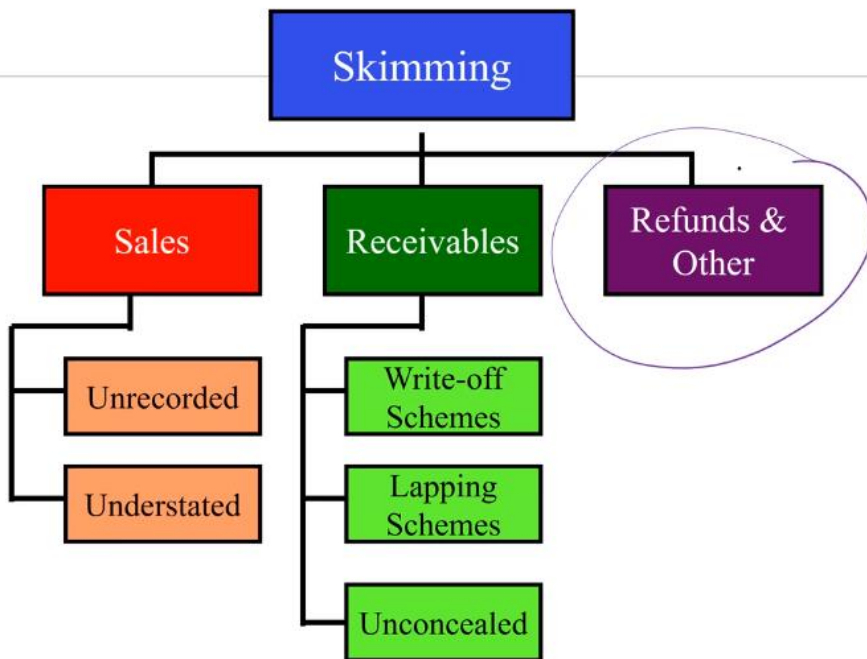 Skimming
Sales
Receivables
Refunds &
Other
Unrecorded
Understated
Write-off
Schemes
Lapping
Schemes
Unconcealed